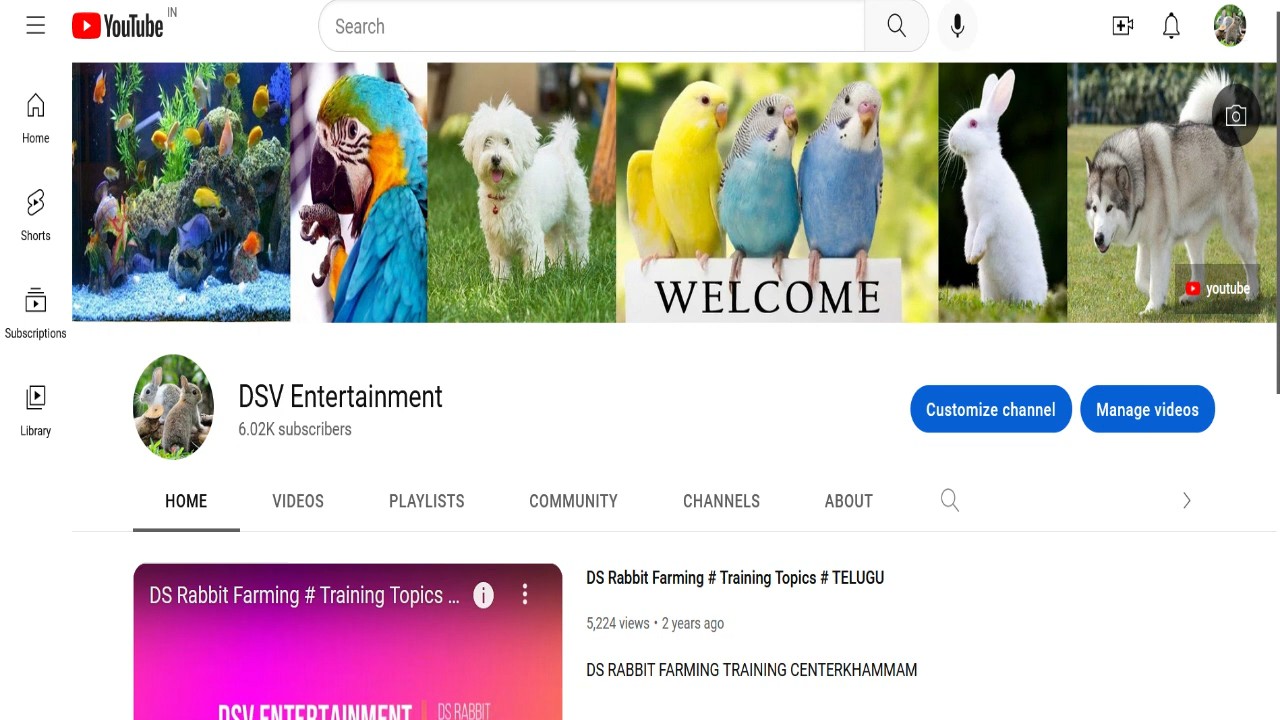 YouTube IN
Search
Home
Shorts
Subscriptions
Library
WELCOME
youtube
DSV Entertainment
6.02K subscribers
Customize channel
Manage videos
HOME VIDEOS PLAYLISTS COMMUNITY CHANNELS ABOUT
DS Rabbit Farming # Training Topics ...
DSV ENTERTAINMENT | DS RABBIT
DS Rabbit Farming # Training Topics # TELUGU
5,224 views • 2 years ago
DS RABBIT FARMING TRAINING CENTERKHAMMAM